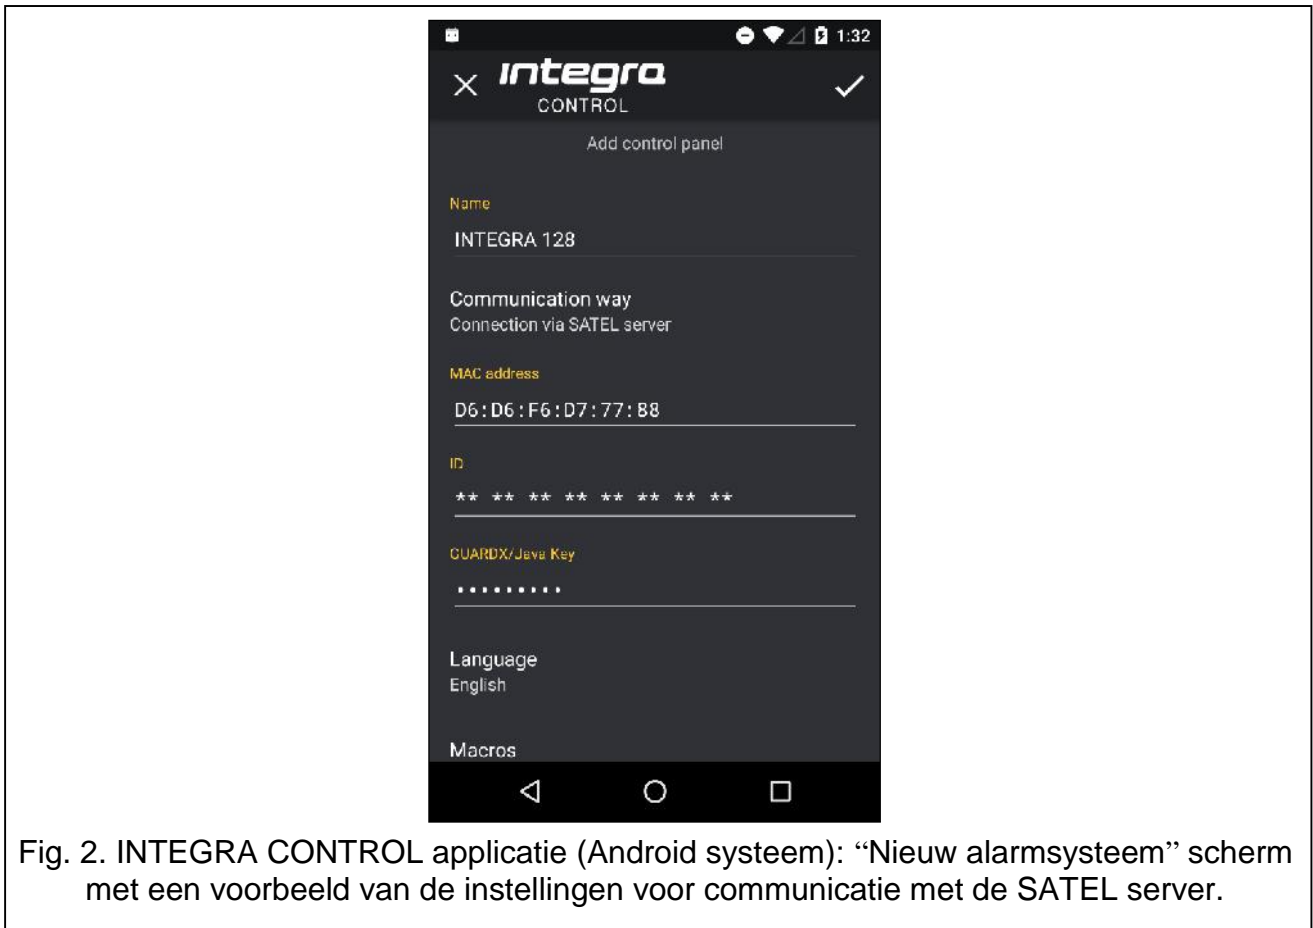 1:32
integra
CONTROL
Add control panel
Name
INTEGRA 128
Communication way
Connection via SATEL server
MAC address
D6:D6:F6:D7:77:B8
ID
** ** ** ** ** ** ** **
GUARDX/Java Key
•••••••••
Language
English
Macros
Fig. 2. INTEGRA CONTROL applicatie (Android systeem): “Nieuw alarmsysteem” scherm
met een voorbeeld van de instellingen voor communicatie met de SATEL server.